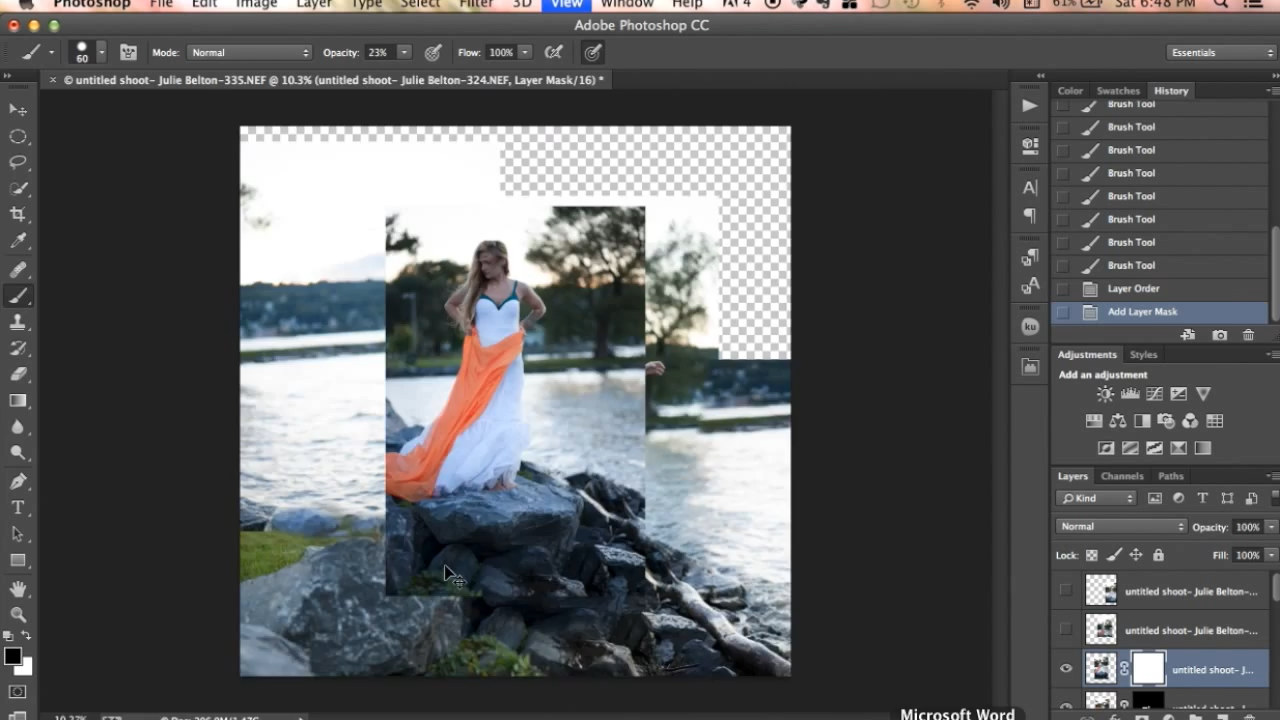 Photoshop File Edit Image Layer Type Select Filter 3D View Window Help 4 61% Sat 6:48 PM
Adobe Photoshop CC
60 Mode: Normal Opacity: 23% Flow: 100% Essentials
× © untitled shoot- Julie Belton-335.NEF @ 10.3% (untitled shoot- Julie Belton-324.NEF, Layer Mask/16) *
Color Swatches History
Brush Tool
Brush Tool
Brush Tool
Brush Tool
Brush Tool
Brush Tool
Brush Tool
Brush Tool
Layer Order
Add Layer Mask
Adjustments Styles
Add an adjustment
Layers Channels Paths
Kind
Normal Opacity: 100%
Lock: Fill: 100%
untitled shoot- Julie Belton-...
untitled shoot- Julie Belton-...
untitled shoot- J...
Microsoft Word